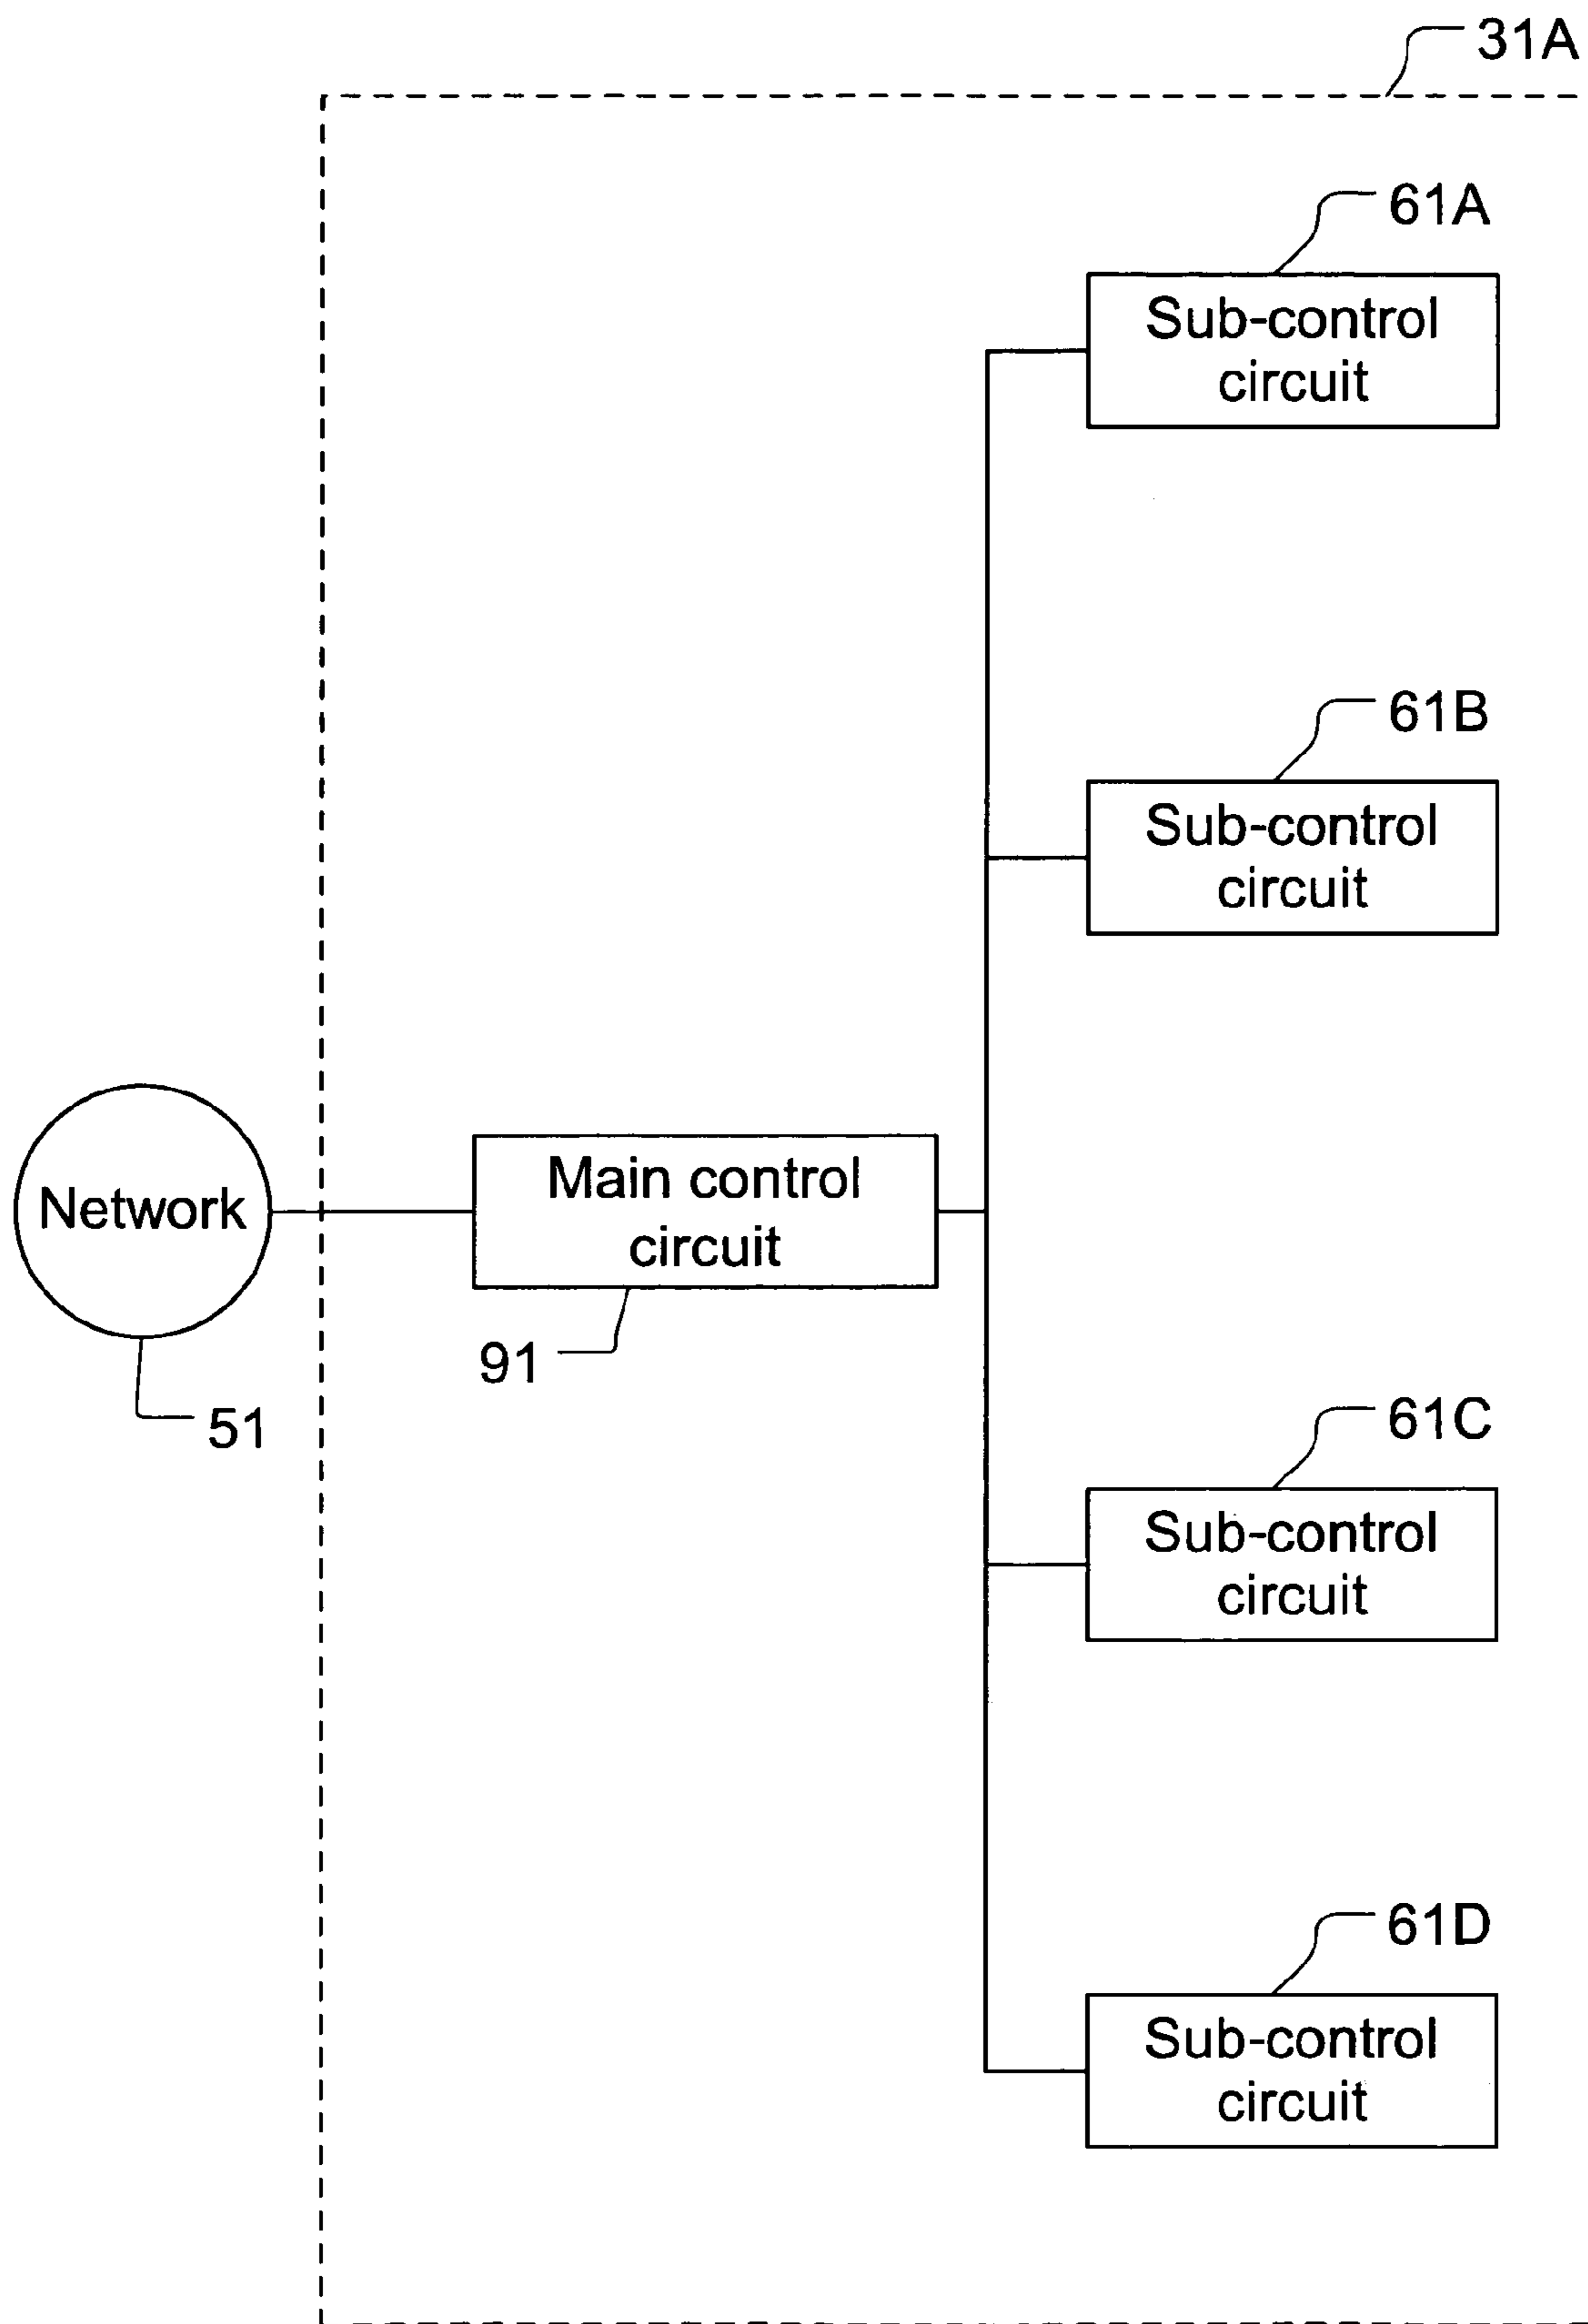 31A
61A
Sub-control
circuit
61B
Sub-control
circuit
Network
Main control
circuit
91
51
61C
Sub-control
circuit
61D
Sub-control
circuit